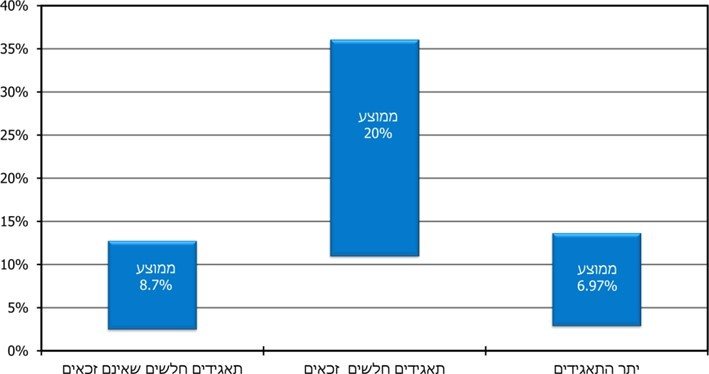 40%
35%
30%
25%
20%
15%
10%
5%
0%
ממוצע
8.7%
ממוצע
20%
ממוצע
6.97%
תאגידים חלשים שאינם זכאים
תאגידים חלשים זכאים
יתר התאגידים